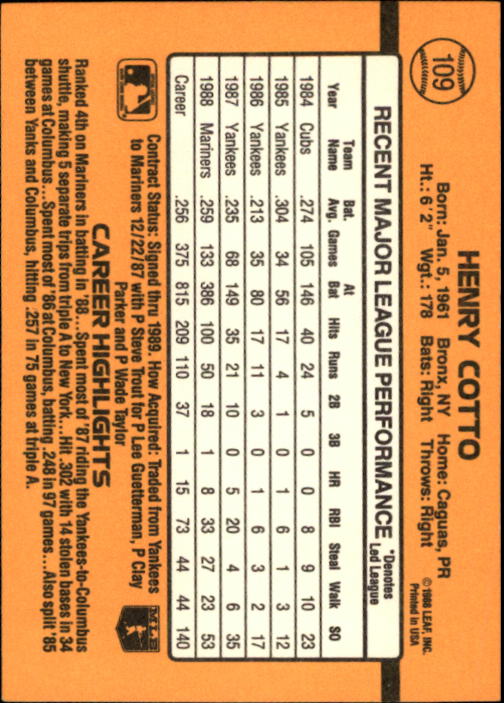 109
HENRY COTTO
Born: Jan. 5, 1961 Bronx, NY Home: Caguas, PR
Ht.: 6'2" Wgt.: 178 Bats: Right Throws: Right
© 1988 LEAF, INC.
Printed in USA
RECENT MAJOR LEAGUE PERFORMANCE *Denotes
Led League
Team Bat. At
Year Name Avg. Games Bat Hits Runs 2B 3B HR RBI Steal Walk SO
1984 Cubs .274 105 146 40 24 5 0 0 8 9 10 23
1985 Yankees .304 34 56 17 4 1 0 1 6 1 3 12
1986 Yankees .213 35 80 17 11 3 0 1 6 3 2 17
1987 Yankees .235 68 149 35 21 10 0 5 20 4 6 35
1988 Mariners .259 133 386 100 50 18 1 8 33 27 23 53
Career .256 375 815 209 110 37 1 15 73 44 44 140
Contract Status: Signed thru 1989. How Acquired: Traded from Yankees
to Mariners 12/22/87 with P Steve Trout for P Lee Guetterman, P Clay
Parker and P Wade Taylor
MLB
CAREER HIGHLIGHTS
Ranked 4th on Mariners in batting in '88...Spent most of '87 riding the Yankees-to-Columbus
shuttle, making 5 separate trips from triple A to New York...Hit .302 with 14 stolen bases in 34
games at Columbus...Spent most of '86 at Columbus, batting .248 in 97 games...Also split '85
between Yanks and Columbus, hitting .257 in 75 games at triple A.